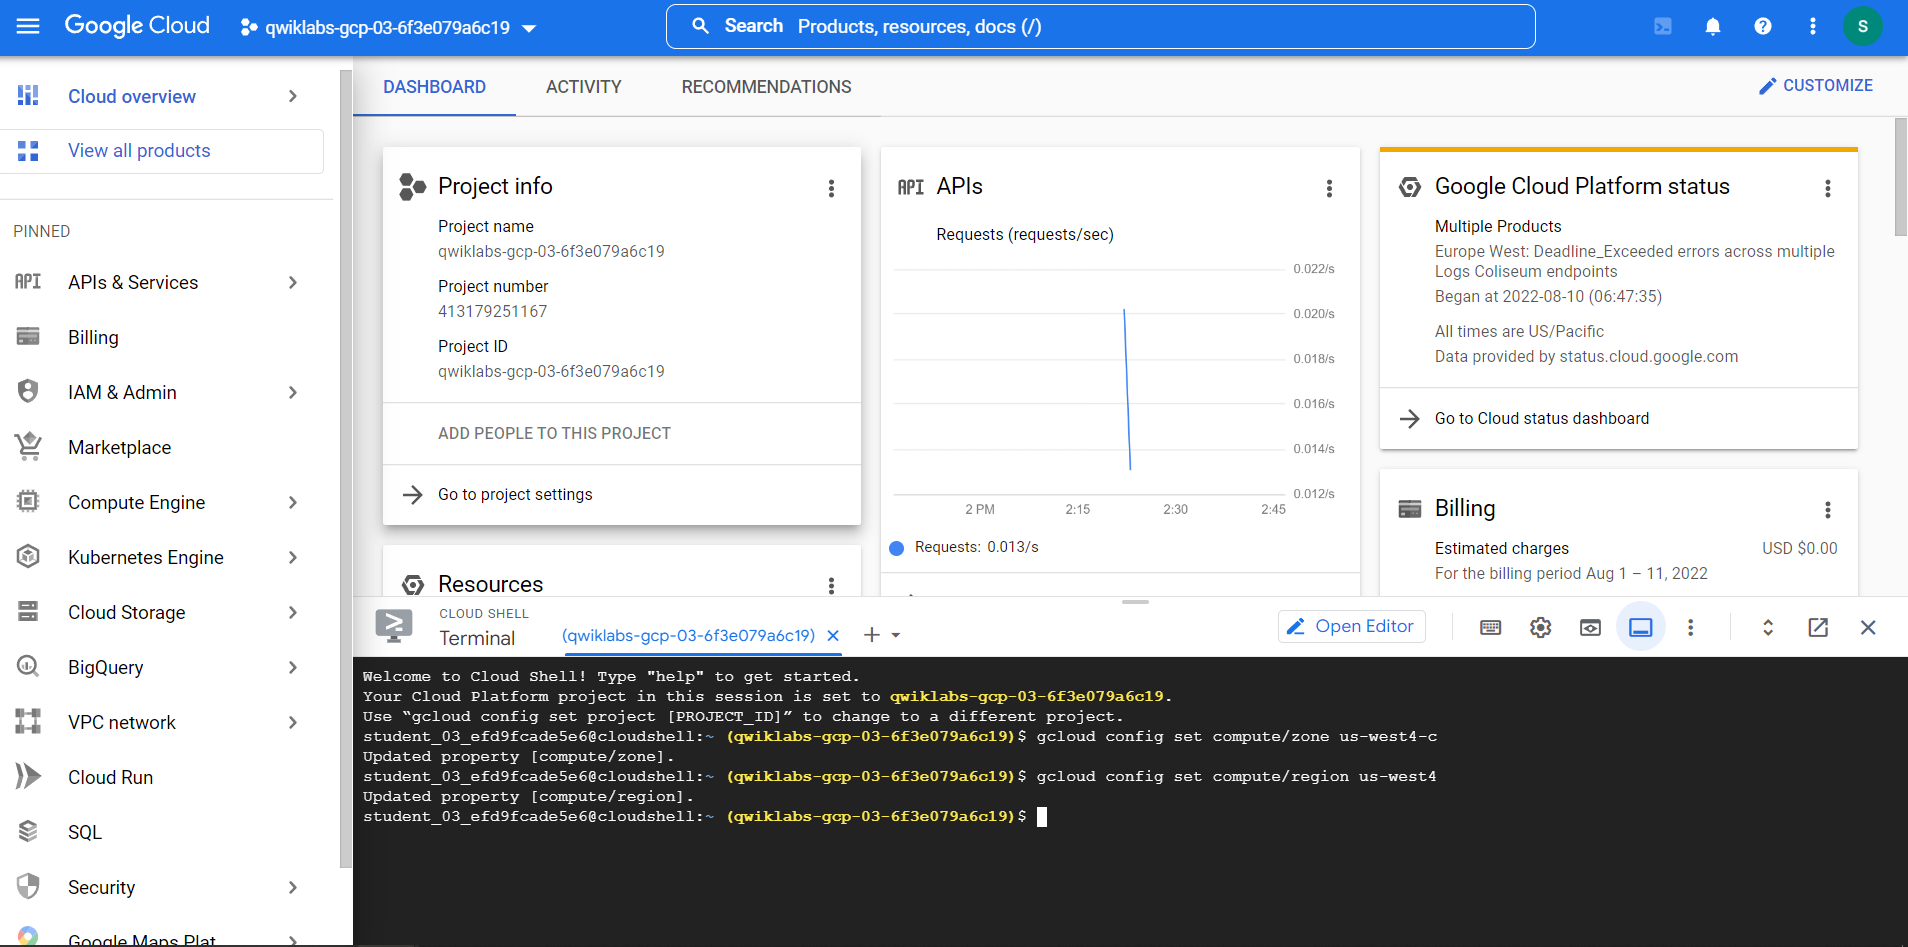 Google Cloud
qwiklabs-gcp-03-6f3e079a6c19
Search Products, resources, docs (/)
S
Cloud overview
View all products
PINNED
API APIs & Services
Billing
IAM & Admin
Marketplace
Compute Engine
Kubernetes Engine
Cloud Storage
BigQuery
VPC network
Cloud Run
SQL
Security
Google Maps Plat
DASHBOARD
ACTIVITY
RECOMMENDATIONS
CUSTOMIZE
Project info
Project name
qwiklabs-gcp-03-6f3e079a6c19
Project number
413179251167
Project ID
qwiklabs-gcp-03-6f3e079a6c19
ADD PEOPLE TO THIS PROJECT
Go to project settings
Resources
API APIs
Requests (requests/sec)
0.022/s
0.020/s
0.018/s
0.016/s
0.014/s
0.012/s
2 PM 2:15 2:30 2:45
Requests: 0.013/s
Google Cloud Platform status
Multiple Products
Europe West: Deadline_Exceeded errors across multiple
Logs Coliseum endpoints
Began at 2022-08-10 (06:47:35)
All times are US/Pacific
Data provided by status.cloud.google.com
Go to Cloud status dashboard
Billing
Estimated charges USD $0.00
For the billing period Aug 1 – 11, 2022
CLOUD SHELL
Terminal
(qwiklabs-gcp-03-6f3e079a6c19)
Open Editor
Welcome to Cloud Shell! Type "help" to get started.
Your Cloud Platform project in this session is set to qwiklabs-gcp-03-6f3e079a6c19.
Use “gcloud config set project [PROJECT_ID]” to change to a different project.
student_03_efd9fcade5e6@cloudshell:~ (qwiklabs-gcp-03-6f3e079a6c19)$ gcloud config set compute/zone us-west4-c
Updated property [compute/zone].
student_03_efd9fcade5e6@cloudshell:~ (qwiklabs-gcp-03-6f3e079a6c19)$ gcloud config set compute/region us-west4
Updated property [compute/region].
student_03_efd9fcade5e6@cloudshell:~ (qwiklabs-gcp-03-6f3e079a6c19)$